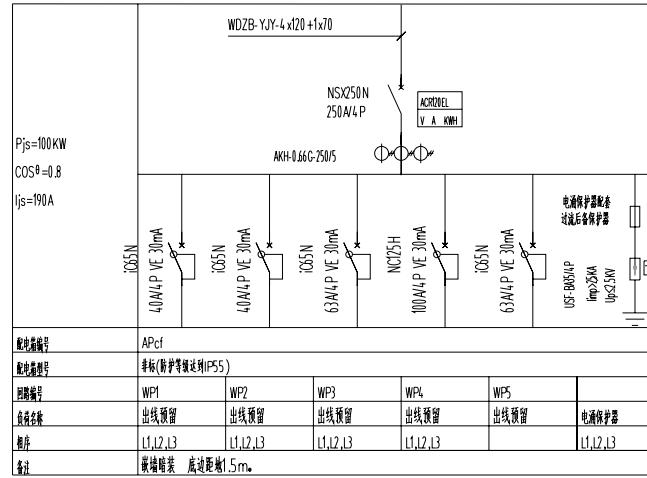 WDZB-YJY-4x120+1x70
NSX250N
250A/4P
ACR120EL
V A KWH
AKH-0.66G-250/5
Pjs=100KW
COSθ=0.8
Ijs=190A
iC65N
40A/4P VE 30mA
iC65N
40A/4P VE 30mA
iC65N
63A/4P VE 30mA
NC125H
100A/4P VE 30mA
iC65N
63A/4P VE 30mA
电涌保护器配套
过流后备保护器
Iimp≥25KA
Up≤2.5KV
配电箱编号 APcf
配电箱型号 非标(防护等级达到IP55)
回路编号 WP1 WP2 WP3 WP4 WP5
负荷名称 出线预留 出线预留 出线预留 出线预留 出线预留 电涌保护器
相序 L1,L2,L3 L1,L2,L3 L1,L2,L3 L1,L2,L3 L1,L2,L3
备注 嵌墙暗装 底边距地1.5m。